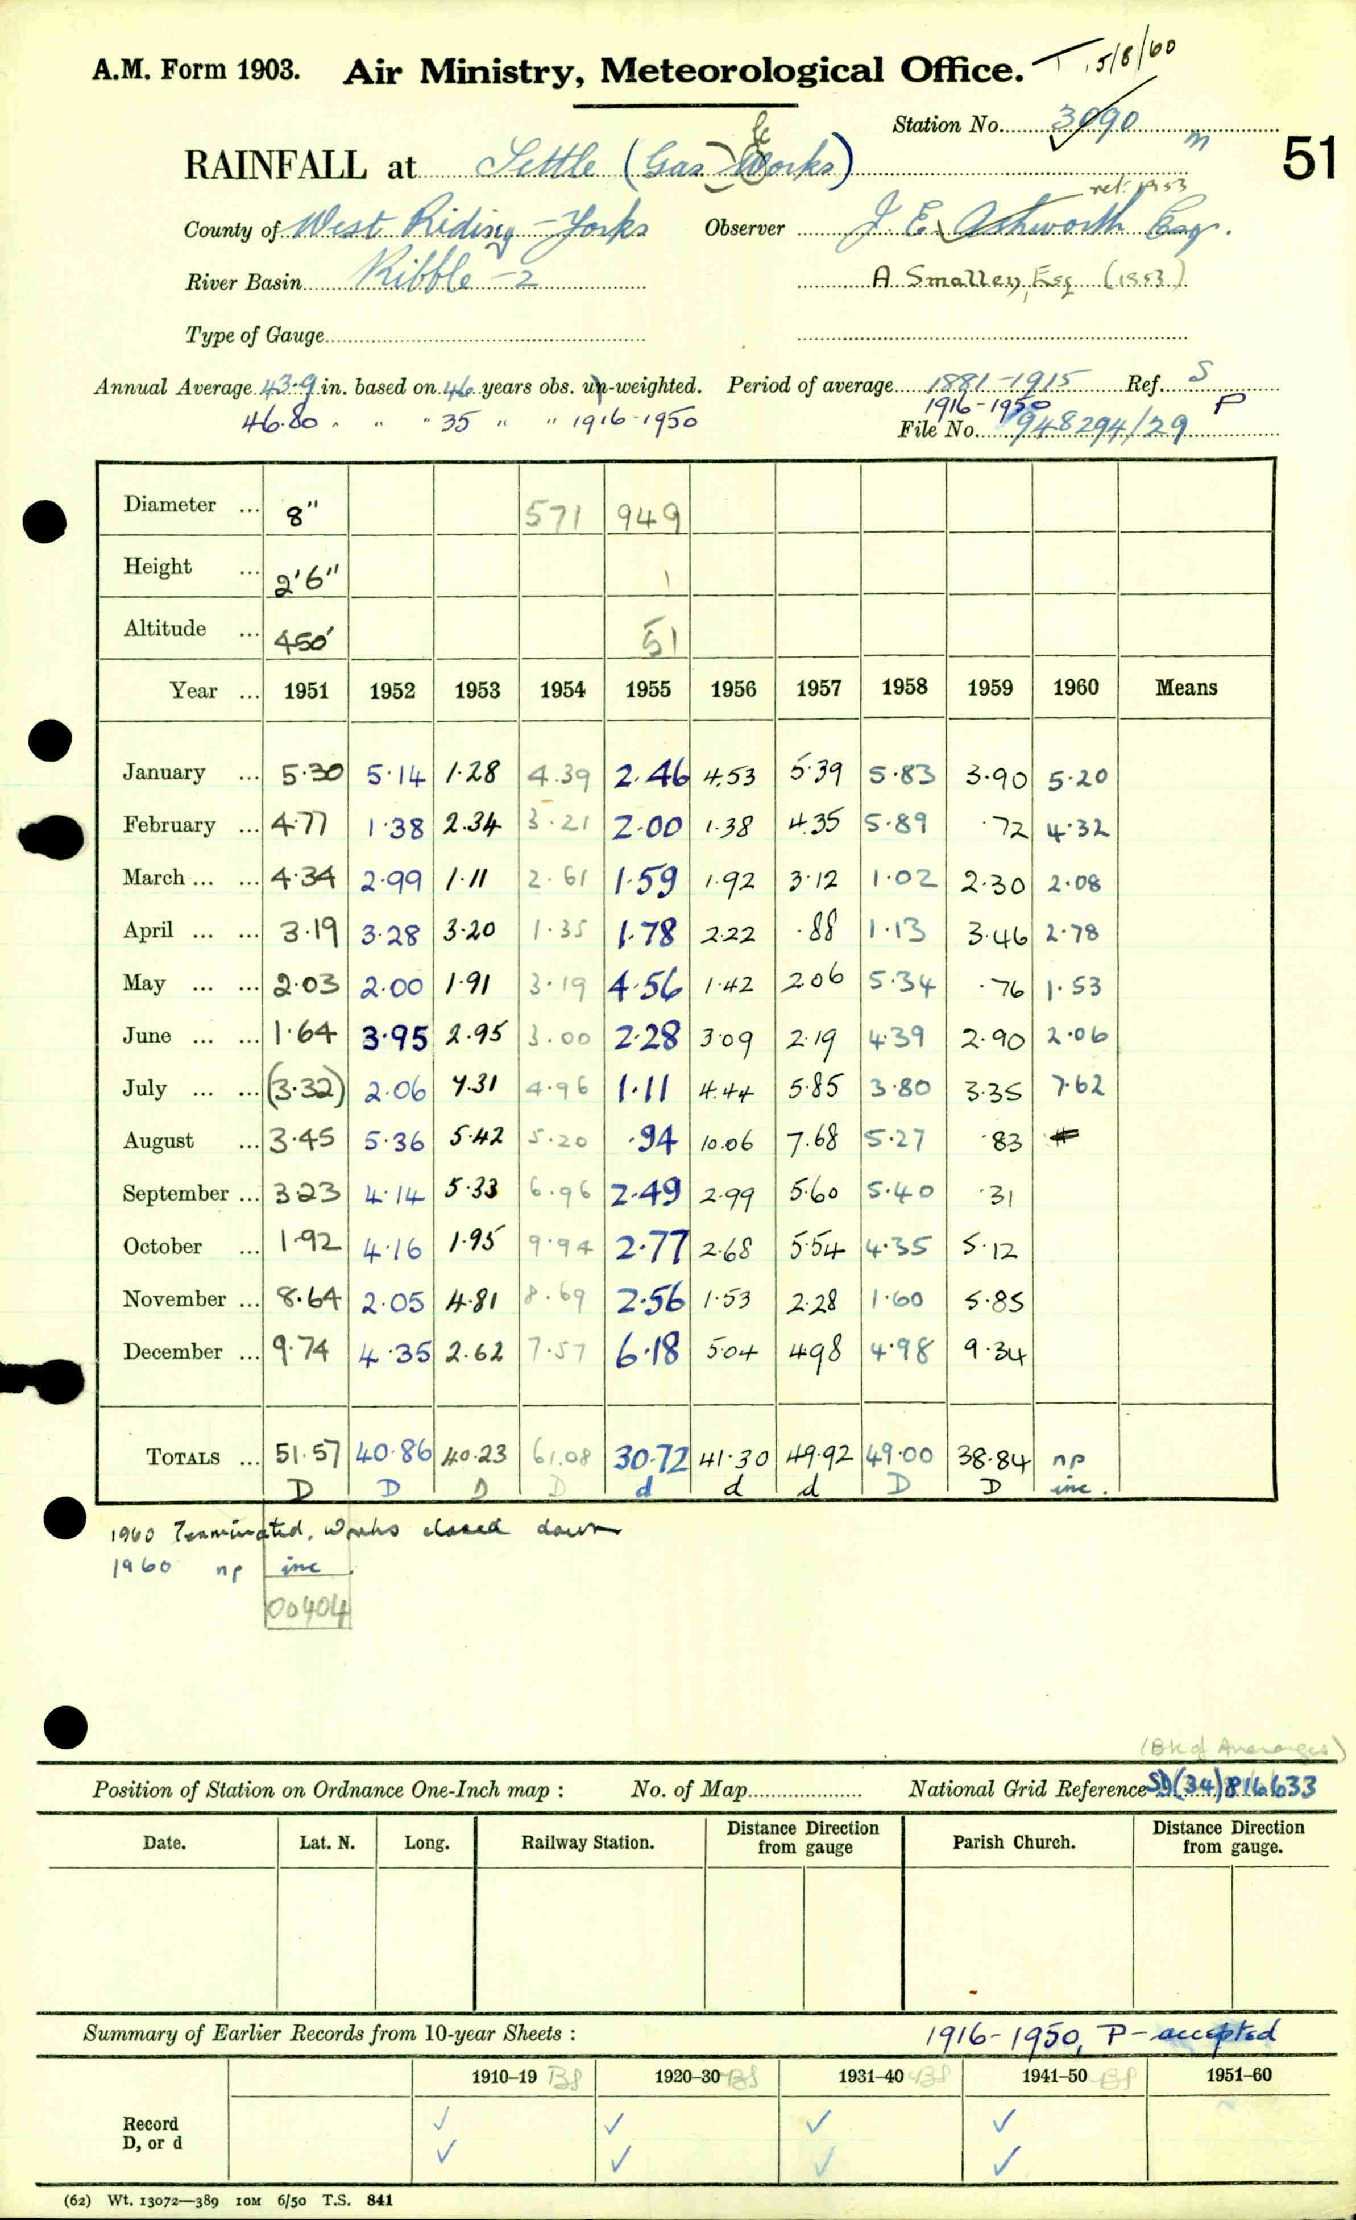 A.M. Form 1903. Air Ministry, Meteorological Office. T 5/8/60
Station No. 3090 m
51
RAINFALL at Settle (Gas Works)
ret. 1953
County of West Riding - Yorks Observer J. E. Ashworth Esq.
River Basin Ribble - 2 A Smalley, Esq (1953)
Type of Gauge
Annual Average 43.9 in. based on 46 years obs. un-weighted. Period of average 1881-1915 Ref. S
46.80 " " " 35 " " 1916-1950 1916-1950 P
File No. 948294/29
Diameter ... 8" 571 949
Height ... 2'6" 1
Altitude ... 450' 51
Year ... 1951 1952 1953 1954 1955 1956 1957 1958 1959 1960 Means
January ... 5.30 5.14 1.28 4.39 2.46 4.53 5.39 5.83 3.90 5.20
February ... 4.77 1.38 2.34 3.21 2.00 1.38 4.35 5.89 .72 4.32
March ... ... 4.34 2.99 1.11 2.61 1.59 1.92 3.12 1.02 2.30 2.08
April ... ... 3.19 3.28 3.20 1.35 1.78 2.22 .88 1.13 3.46 2.78
May ... ... 2.03 2.00 1.91 3.19 4.56 1.42 2.06 5.34 .76 1.53
June ... ... 1.64 3.95 2.95 3.00 2.28 3.09 2.19 4.39 2.90 2.06
July ... ... (3.32) 2.06 7.31 4.96 1.11 4.44 5.85 3.80 3.35 7.62
August ... 3.45 5.36 5.42 5.20 .94 10.06 7.68 5.27 .83
September ... 3.23 4.14 5.33 6.96 2.49 2.99 5.60 5.40 .31
October ... 1.92 4.16 1.95 9.94 2.77 2.68 5.54 4.35 5.12
November ... 8.64 2.05 4.81 8.69 2.56 1.53 2.28 1.60 5.85
December ... 9.74 4.35 2.62 7.57 6.18 5.04 4.98 4.98 9.34
TOTALS ... 51.57 40.86 40.23 61.08 30.72 41.30 49.92 49.00 38.84 np
D D D D d d d D D inc.
1960 Terminated, Works closed down
1960 np inc.
00404
(Bk of Averages)
Position of Station on Ordnance One-Inch map : No. of Map National Grid Reference SD(34)816633
Date. Lat. N. Long. Railway Station. Distance from Direction gauge Parish Church. Distance from Direction gauge.
Summary of Earlier Records from 10-year Sheets : 1916-1950, P - accepted
1910–19 1920–30 1931–40 1941–50 1951–60
Record ✓ ✓ ✓ ✓
D, or d ✓ ✓ ✓ ✓
(62) Wt. 13072—389 10M 6/50 T.S. 841